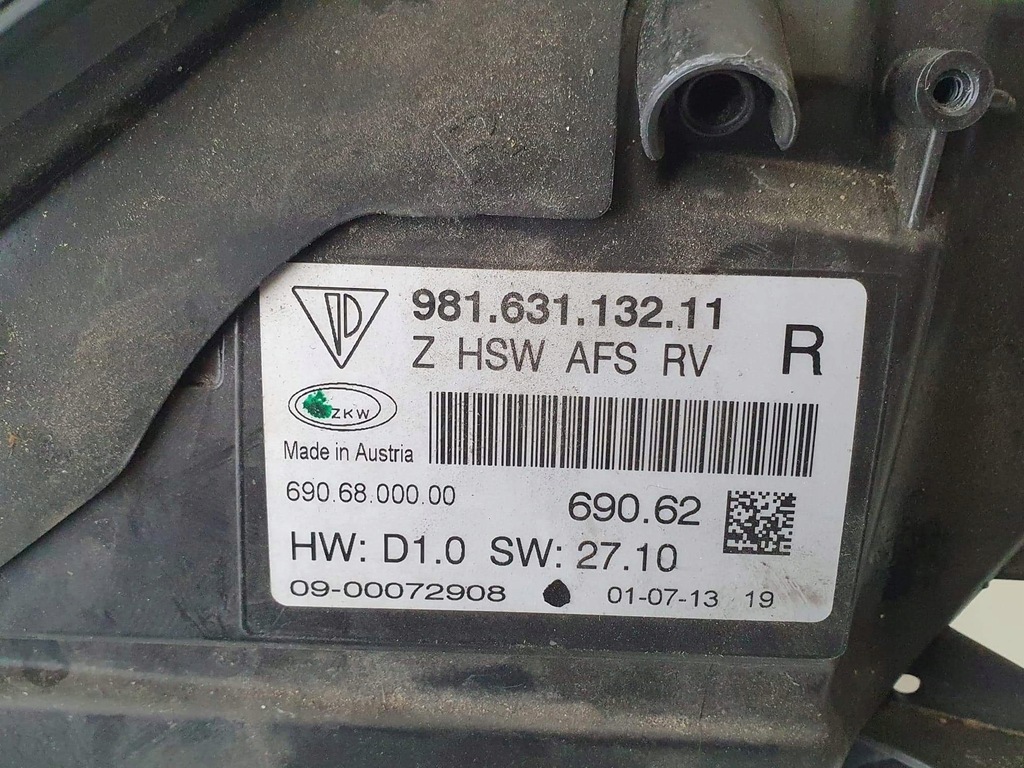 981.631.132.11
Z HSW AFS RV
R
ZKW
Made in Austria
690.68.000.00
690.62
HW: D1.0 SW: 27.10
09-00072908 01-07-13 19